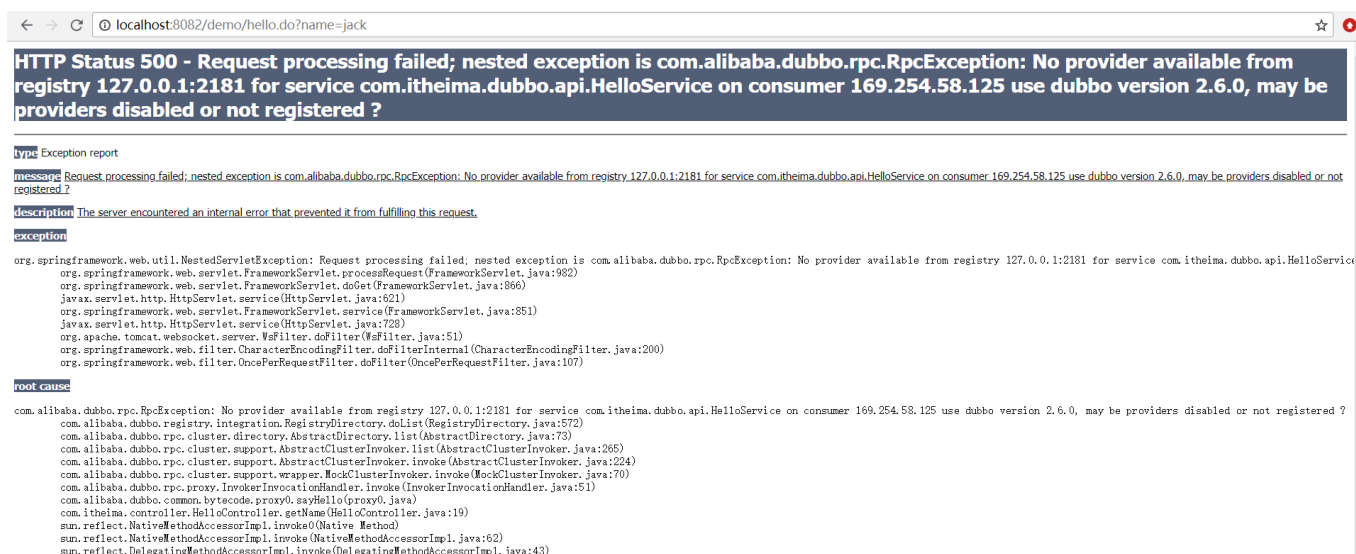 localhost:8082/demo/hello.do?name=jack
HTTP Status 500 - Request processing failed; nested exception is com.alibaba.dubbo.rpc.RpcException: No provider available from
registry 127.0.0.1:2181 for service com.itheima.dubbo.api.HelloService on consumer 169.254.58.125 use dubbo version 2.6.0, may be
providers disabled or not registered ?
type Exception report
message Request processing failed; nested exception is com.alibaba.dubbo.rpc.RpcException: No provider available from registry 127.0.0.1:2181 for service com.itheima.dubbo.api.HelloService on consumer 169.254.58.125 use dubbo version 2.6.0, may be providers disabled or not
registered ?
description The server encountered an internal error that prevented it from fulfilling this request.
exception
org.springframework.web.util.NestedServletException: Request processing failed; nested exception is com.alibaba.dubbo.rpc.RpcException: No provider available from registry 127.0.0.1:2181 for service com.itheima.dubbo.api.HelloService
org.springframework.web.servlet.FrameworkServlet.processRequest(FrameworkServlet.java:982)
org.springframework.web.servlet.FrameworkServlet.doGet(FrameworkServlet.java:866)
javax.servlet.http.HttpServlet.service(HttpServlet.java:621)
org.springframework.web.servlet.FrameworkServlet.service(FrameworkServlet.java:851)
javax.servlet.http.HttpServlet.service(HttpServlet.java:728)
org.apache.tomcat.websocket.server.WsFilter.doFilter(WsFilter.java:51)
org.springframework.web.filter.CharacterEncodingFilter.doFilterInternal(CharacterEncodingFilter.java:200)
org.springframework.web.filter.OncePerRequestFilter.doFilter(OncePerRequestFilter.java:107)
root cause
com.alibaba.dubbo.rpc.RpcException: No provider available from registry 127.0.0.1:2181 for service com.itheima.dubbo.api.HelloService on consumer 169.254.58.125 use dubbo version 2.6.0, may be providers disabled or not registered ?
com.alibaba.dubbo.registry.integration.RegistryDirectory.doList(RegistryDirectory.java:572)
com.alibaba.dubbo.rpc.cluster.directory.AbstractDirectory.list(AbstractDirectory.java:73)
com.alibaba.dubbo.rpc.cluster.support.AbstractClusterInvoker.list(AbstractClusterInvoker.java:265)
com.alibaba.dubbo.rpc.cluster.support.AbstractClusterInvoker.invoke(AbstractClusterInvoker.java:224)
com.alibaba.dubbo.rpc.cluster.support.wrapper.MockClusterInvoker.invoke(MockClusterInvoker.java:70)
com.alibaba.dubbo.rpc.proxy.InvokerInvocationHandler.invoke(InvokerInvocationHandler.java:51)
com.alibaba.dubbo.common.bytecode.proxy0.sayHello(proxy0.java)
com.itheima.controller.HelloController.getName(HelloController.java:19)
sun.reflect.NativeMethodAccessorImpl.invoke0(Native Method)
sun.reflect.NativeMethodAccessorImpl.invoke(NativeMethodAccessorImpl.java:62)
sun.reflect.DelegatingMethodAccessorImpl.invoke(DelegatingMethodAccessorImpl.java:43)